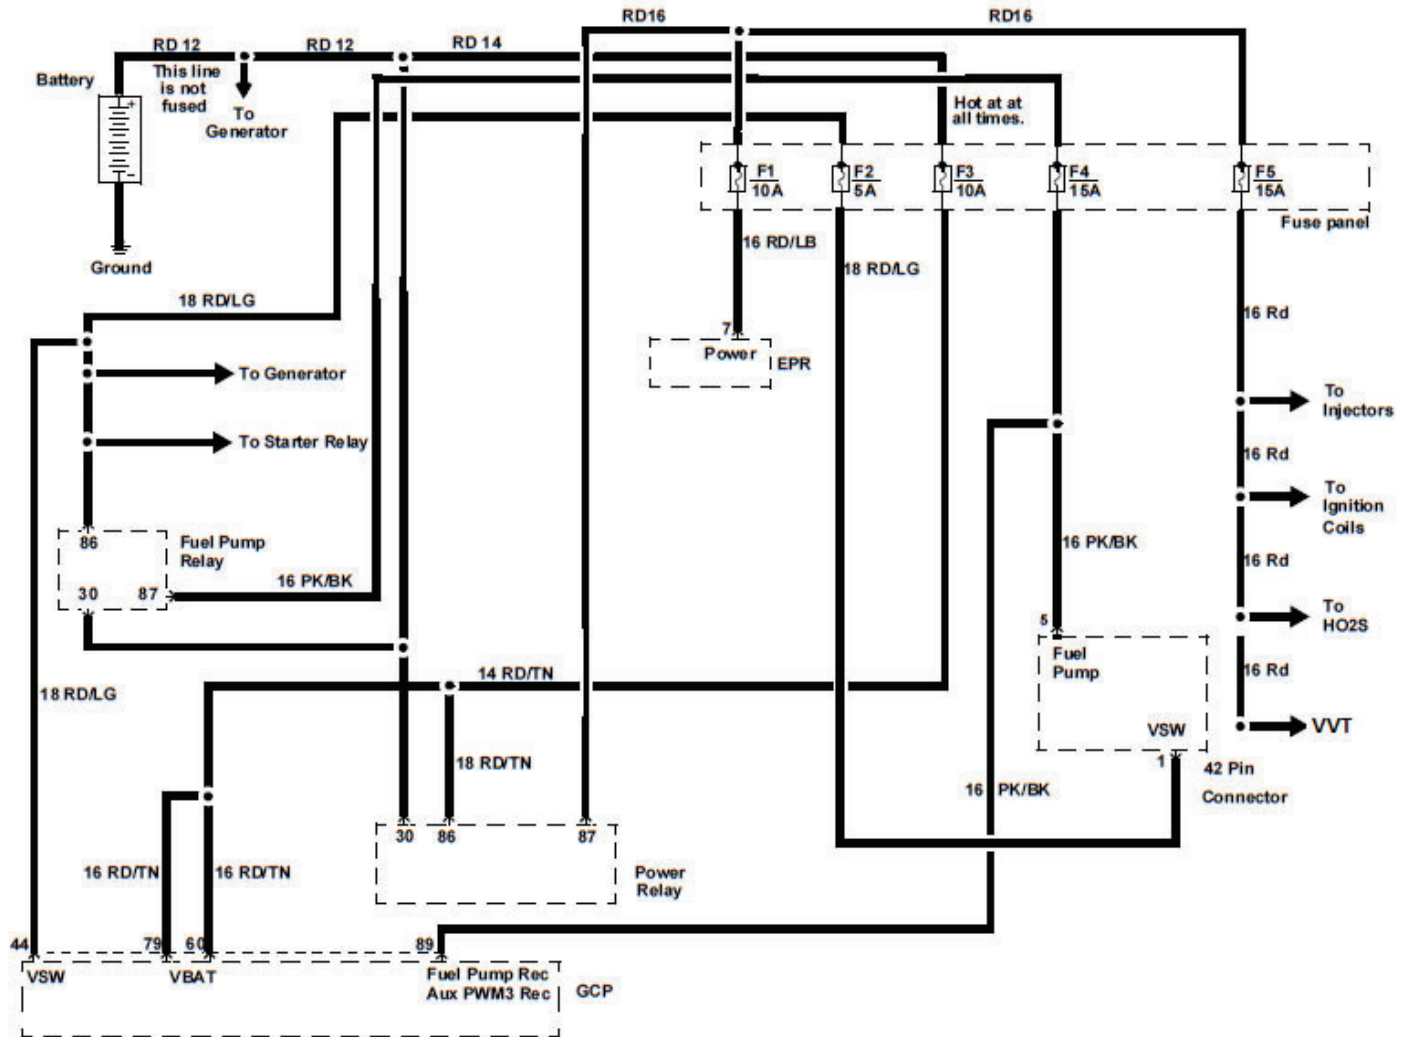 RD16
RD16
RD 12
RD 12
RD 14
Battery
This line
is not
fused
+
-
To
Generator
Hot at at
all times.
F1
10A
F2
5A
F3
10A
F4
15A
F5
15A
Fuse panel
Ground
16 RD/LB
18 RD/LG
18 RD/LG
16 Rd
7
Power
EPR
To Generator
To
Injectors
To Starter Relay
16 Rd
To
Ignition
Coils
86
Fuel Pump
Relay
16 PK/BK
16 Rd
30
87
16 PK/BK
To
HO2S
5
Fuel
Pump
16 Rd
14 RD/TN
18 RD/LG
VSW
VVT
18 RD/TN
1
42 Pin
Connector
16 PK/BK
30
86
87
16 RD/TN
16 RD/TN
Power
Relay
44
79
60
89
VSW
VBAT
Fuel Pump Rec
Aux PWM3 Rec
GCP